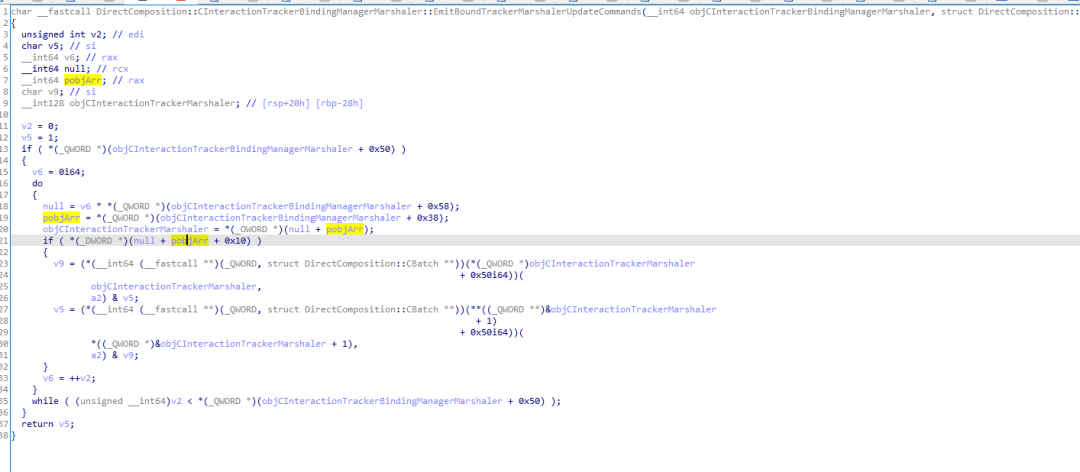 char __fastcall DirectComposition::CInteractionTrackerBindingManagerMarshaler::EmitBoundTrackerMarshalerUpdateCommands(__int64 objCInteractionTrackerBindingManagerMarshaler, struct DirectComposition::
2 {
3 unsigned int v2; // edi
4 char v5; // si
5 __int64 v6; // rax
6 __int64 null; // rcx
7 __int64 pobjArr; // rax
8 char v9; // si
9 __int128 objCInteractionTrackerMarshaler; // [rsp+20h] [rbp-28h]
10
11 v2 = 0;
12 v5 = 1;
13 if ( *(_QWORD *)(objCInteractionTrackerBindingManagerMarshaler + 0x50) )
14 {
15 v6 = 0i64;
16 do
17 {
18 null = v6 * *(_QWORD *)(objCInteractionTrackerBindingManagerMarshaler + 0x58);
19 pobjArr = *(_QWORD *)(objCInteractionTrackerBindingManagerMarshaler + 0x38);
20 objCInteractionTrackerMarshaler = *(_OWORD *)(null + pobjArr);
21 if ( *(_DWORD *)(null + pobjArr + 0x10) )
22 {
23 v9 = (*(__int64 (__fastcall **)(_QWORD, struct DirectComposition::CBatch **))(*(_QWORD *)objCInteractionTrackerMarshaler
24 + 0x50i64))(
25 objCInteractionTrackerMarshaler,
26 a2) & v5;
27 v5 = (*(__int64 (__fastcall **)(_QWORD, struct DirectComposition::CBatch **))(**((_QWORD **)&objCInteractionTrackerMarshaler
28 + 1)
29 + 0x50i64))(
30 *((_QWORD *)&objCInteractionTrackerMarshaler + 1),
31 a2) & v9;
32 }
33 v6 = ++v2;
34 }
35 while ( (unsigned __int64)v2 < *(_QWORD *)(objCInteractionTrackerBindingManagerMarshaler + 0x50) );
36 }
37 return v5;
38 }